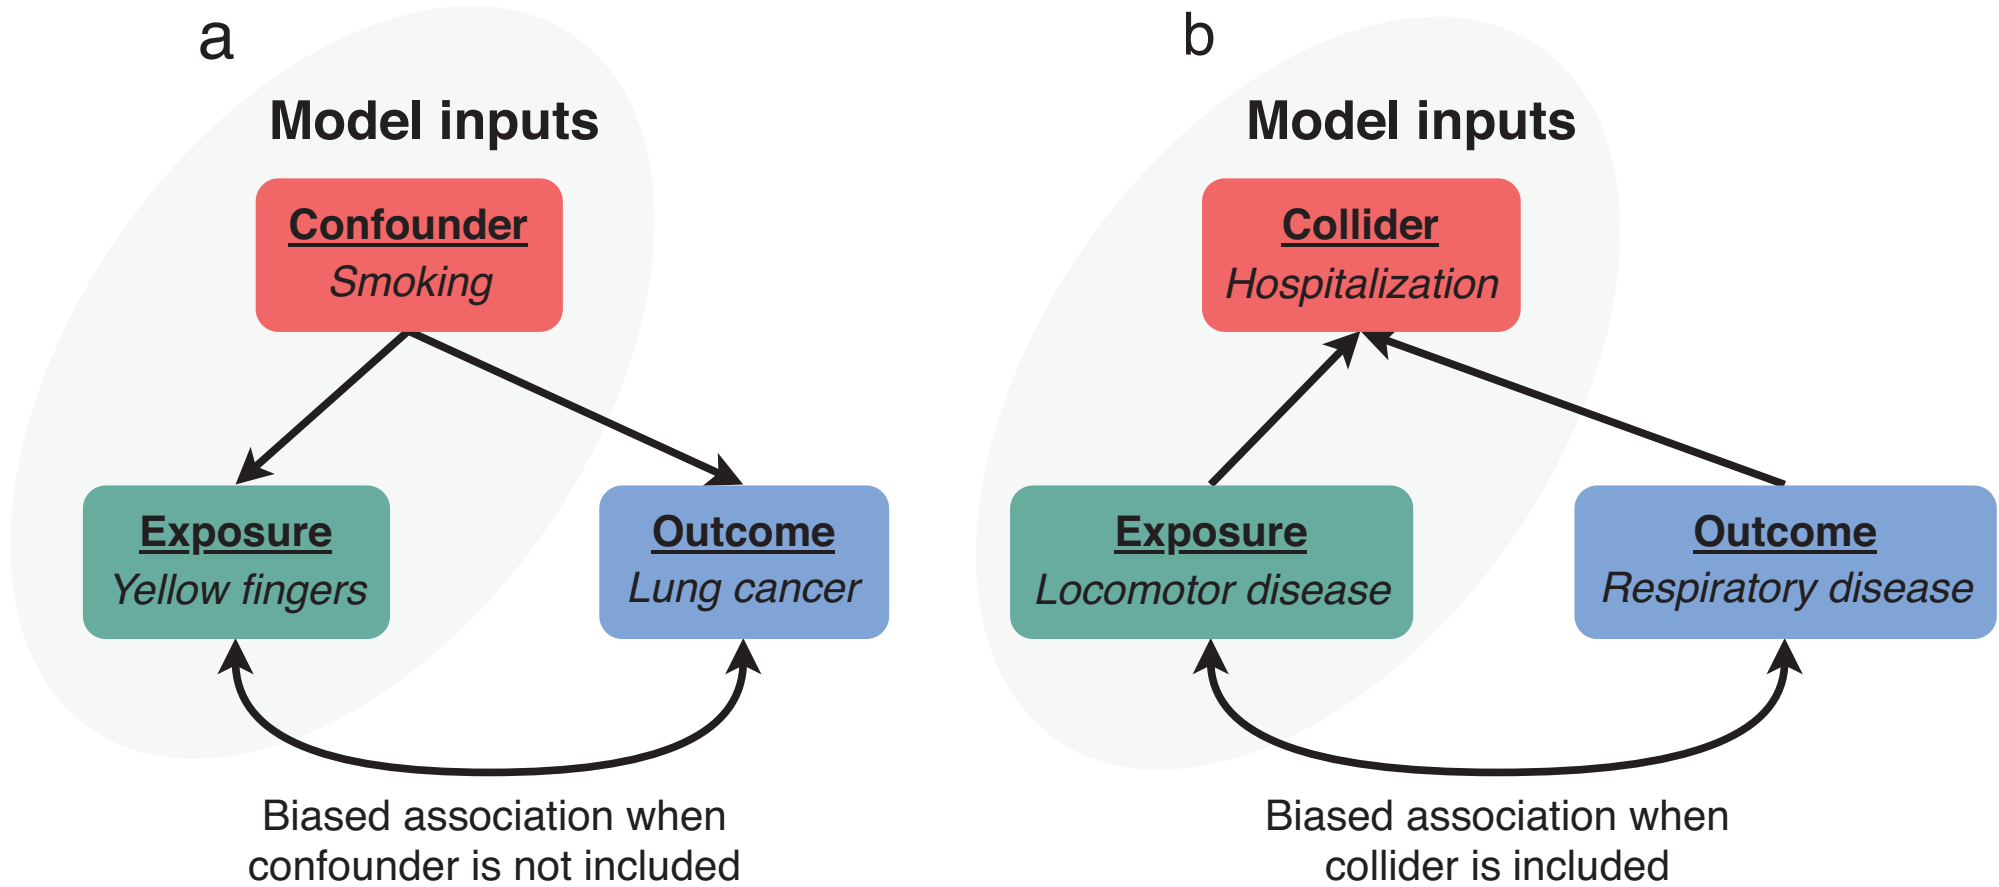 a
Model inputs
Confounder
Smoking
Exposure
Yellow fingers
Outcome
Lung cancer
Biased association when
confounder is not included
b
Model inputs
Collider
Hospitalization
Exposure
Locomotor disease
Outcome
Respiratory disease
Biased association when
collider is included